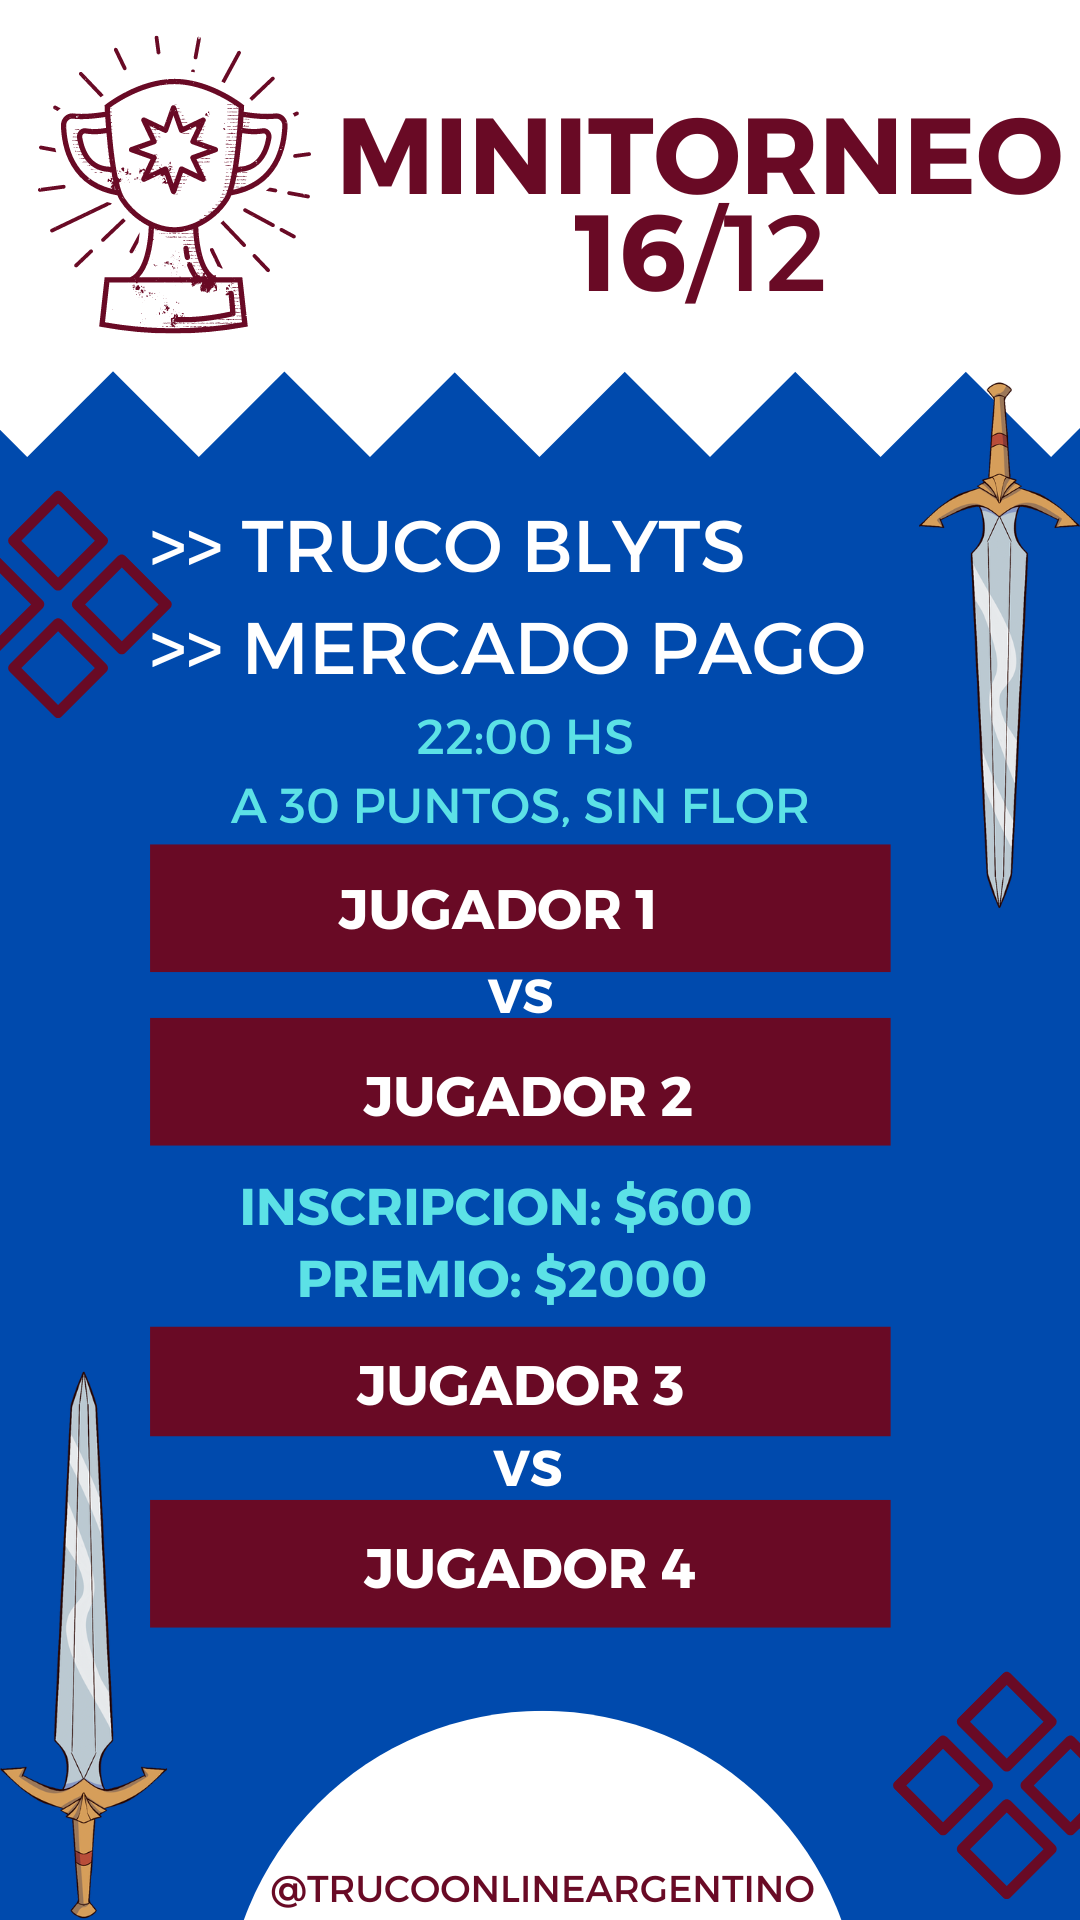 MINITORNEO
16/12
>> TRUCO BLYTS
>> MERCADO PAGO
22:00 HS
A 30 PUNTOS, SIN FLOR
JUGADOR 1
VS
JUGADOR 2
INSCRIPCION: $600
PREMIO: $2000
JUGADOR 3
VS
JUGADOR 4
@TRUCOONLINEARGENTINO